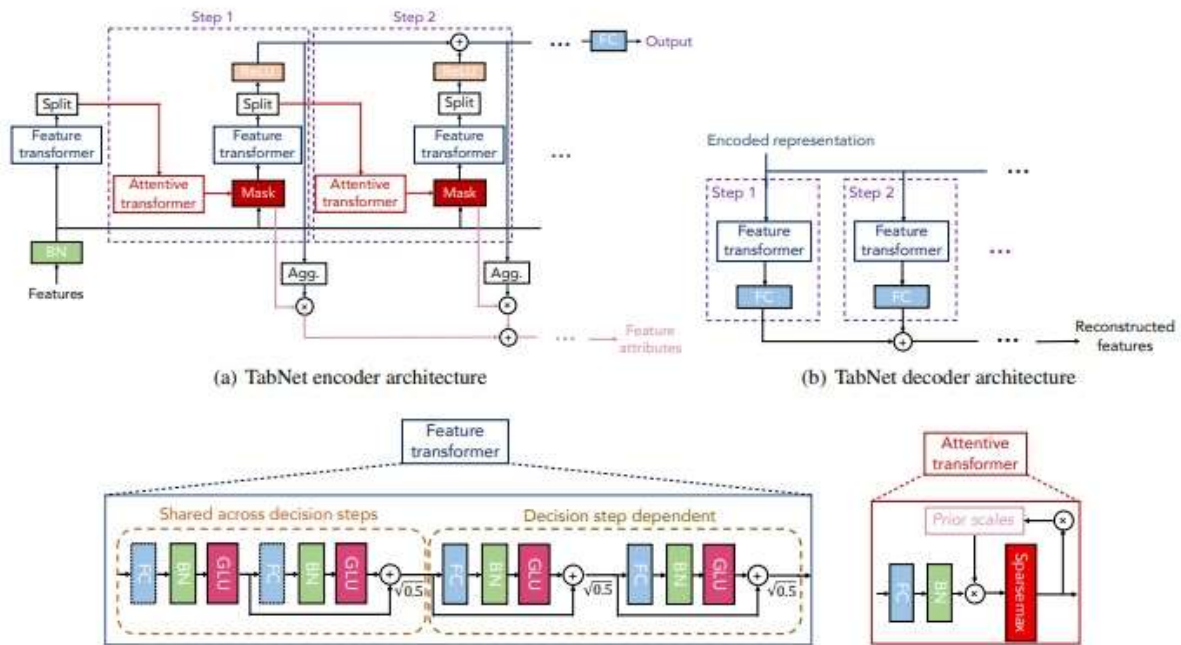 Step 1
Step 2
FC
Output
ReLU
ReLU
Split
Split
Split
Feature
transformer
Feature
transformer
Feature
transformer
...
Attentive
transformer
Mask
Attentive
transformer
Mask
BN
Features
Agg.
Agg.
Feature
attributes
(a) TabNet encoder architecture
Encoded representation
Step 1
Step 2
Feature
transformer
Feature
transformer
...
FC
FC
Reconstructed
features
(b) TabNet decoder architecture
Feature
transformer
Shared across decision steps
Decision step dependent
FC
BN
GLU
FC
BN
GLU
+
√0.5
FC
BN
GLU
+
√0.5
FC
BN
GLU
+
√0.5
Attentive
transformer
Prior scales
FC
BN
Sparsemax